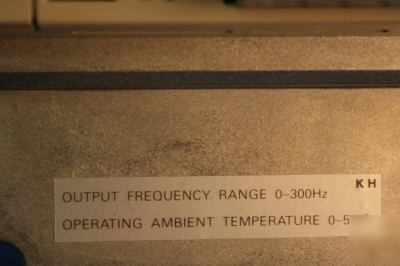 KH
OUTPUT FREQUENCY RANGE 0-300Hz
OPERATING AMBIENT TEMPERATURE 0-5